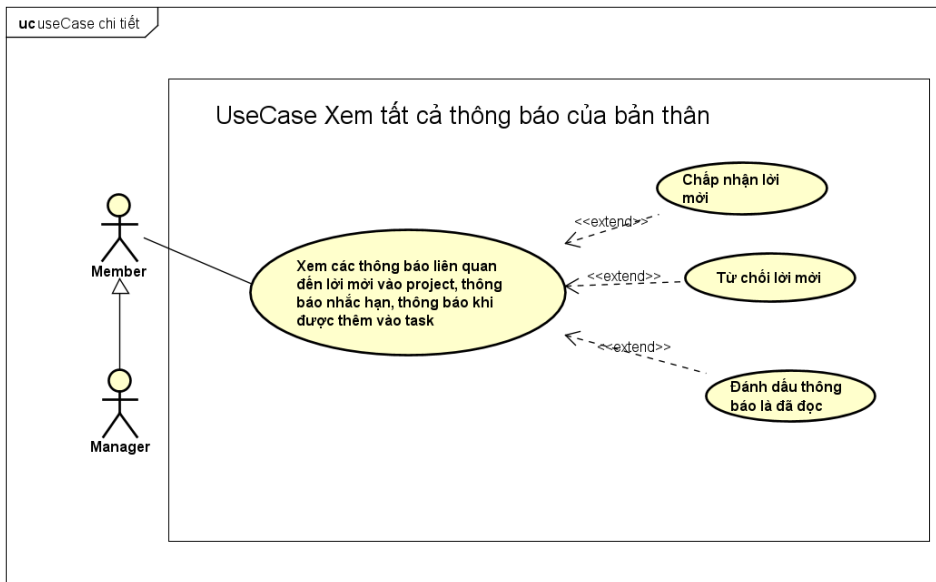 uc useCase chi tiết
UseCase Xem tất cả thông báo của bản thân
Chấp nhận lời
mời
<<extend>>
Member
Xem các thông báo liên quan
đến lời mời vào project, thông
báo nhắc hạn, thông báo khi
được thêm vào task
<<extend>>
Từ chối lời mời
<<extend>>
Đánh dấu thông
báo là đã đọc
Manager